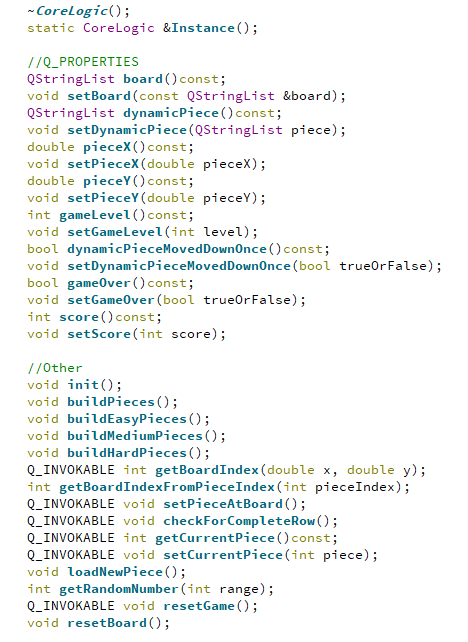 ~CoreLogic();
static CoreLogic &Instance();

//Q_PROPERTIES
QStringList board()const;
void setBoard(const QStringList &board);
QStringList dynamicPiece()const;
void setDynamicPiece(QStringList piece);
double pieceX()const;
void setPieceX(double pieceX);
double pieceY()const;
void setPieceY(double pieceY);
int gameLevel()const;
void setGameLevel(int level);
bool dynamicPieceMovedDownOnce()const;
void setDynamicPieceMovedDownOnce(bool trueOrFalse);
bool gameOver()const;
void setGameOver(bool trueOrFalse);
int score()const;
void setScore(int score);

//Other
void init();
void buildPieces();
void buildEasyPieces();
void buildMediumPieces();
void buildHardPieces();
Q_INVOKABLE int getBoardIndex(double x, double y);
int getBoardIndexFromPieceIndex(int pieceIndex);
Q_INVOKABLE void setPieceAtBoard();
Q_INVOKABLE void checkForCompleteRow();
Q_INVOKABLE int getCurrentPiece()const;
Q_INVOKABLE void setCurrentPiece(int piece);
void loadNewPiece();
int getRandomNumber(int range);
Q_INVOKABLE void resetGame();
void resetBoard();